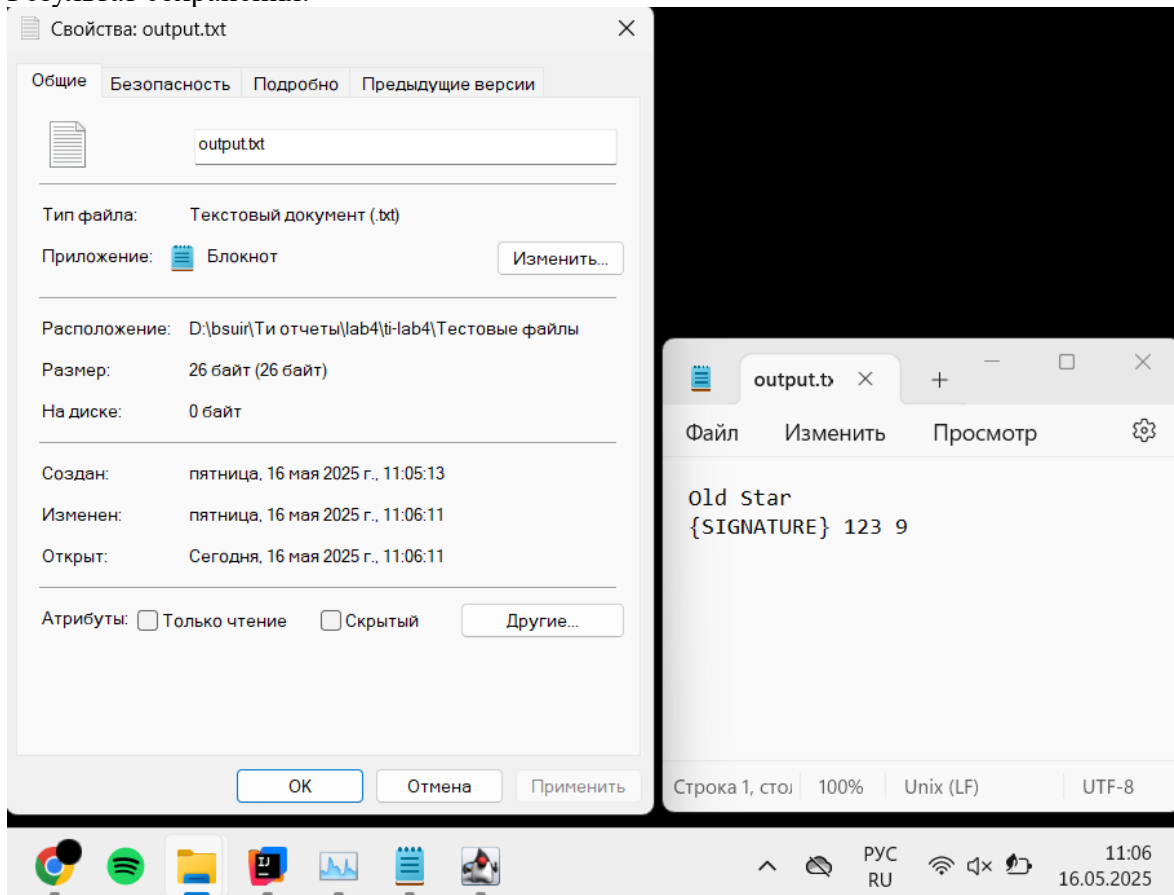 Свойства: output.txt
Общие Безопасность Подробно Предыдущие версии
output.txt
Тип файла: Текстовый документ (.txt)
Приложение: Блокнот Изменить...
Расположение: D:\bsuir\Ти отчеты\lab4\ti-lab4\Тестовые файлы
Размер: 26 байт (26 байт)
На диске: 0 байт
Создан: пятница, 16 мая 2025 г., 11:05:13
Изменен: пятница, 16 мая 2025 г., 11:06:11
Открыт: Сегодня, 16 мая 2025 г., 11:06:11
Атрибуты: Только чтение Скрытый Другие...
ОК Отмена Применить
output.tx
Файл Изменить Просмотр
Old Star
{SIGNATURE} 123 9
Строка 1, 100% Unix (LF) UTF-8
IJ
РУС
RU
11:06
16.05.2025